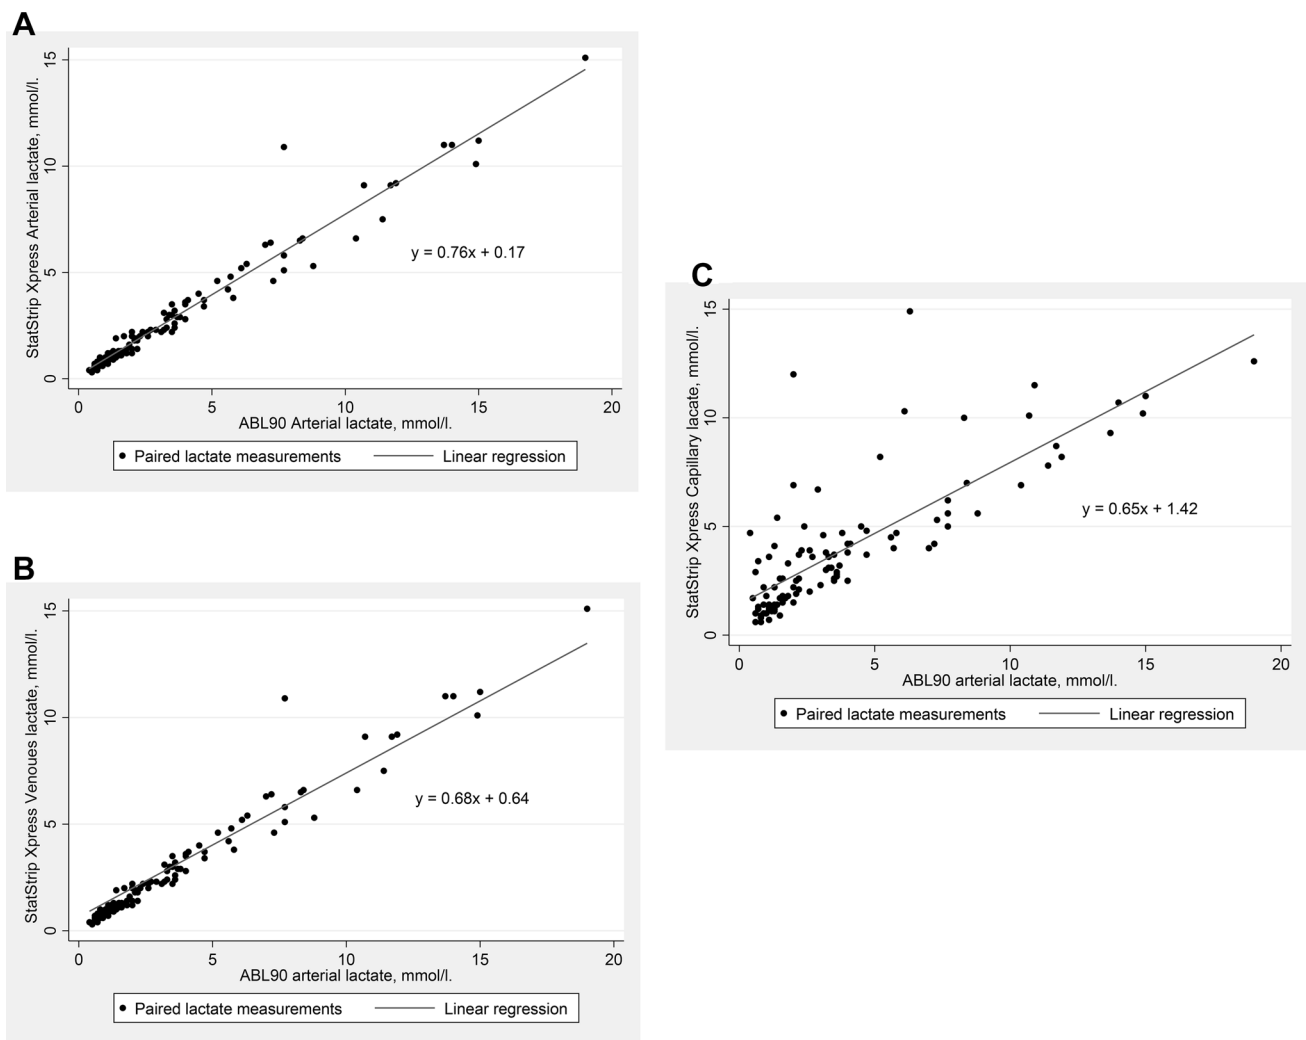 A
StatStrip Xpress Arterial lactate, mmol/l.
15
10
5
0
y = 0.76x + 0.17
0 5 10 15 20
ABL90 Arterial lactate, mmol/l.
Paired lactate measurements Linear regression
B
StatStrip Xpress Venoues lactate, mmol/l.
15
10
5
0
y = 0.68x + 0.64
0 5 10 15 20
ABL90 arterial lactate, mmol/l.
Paired lactate measurements Linear regression
C
StatStrip Xpress Capillary lacate, mmol/l.
15
10
5
0
y = 0.65x + 1.42
0 5 10 15 20
ABL90 arterial lactate, mmol/l.
Paired lactate measurements Linear regression